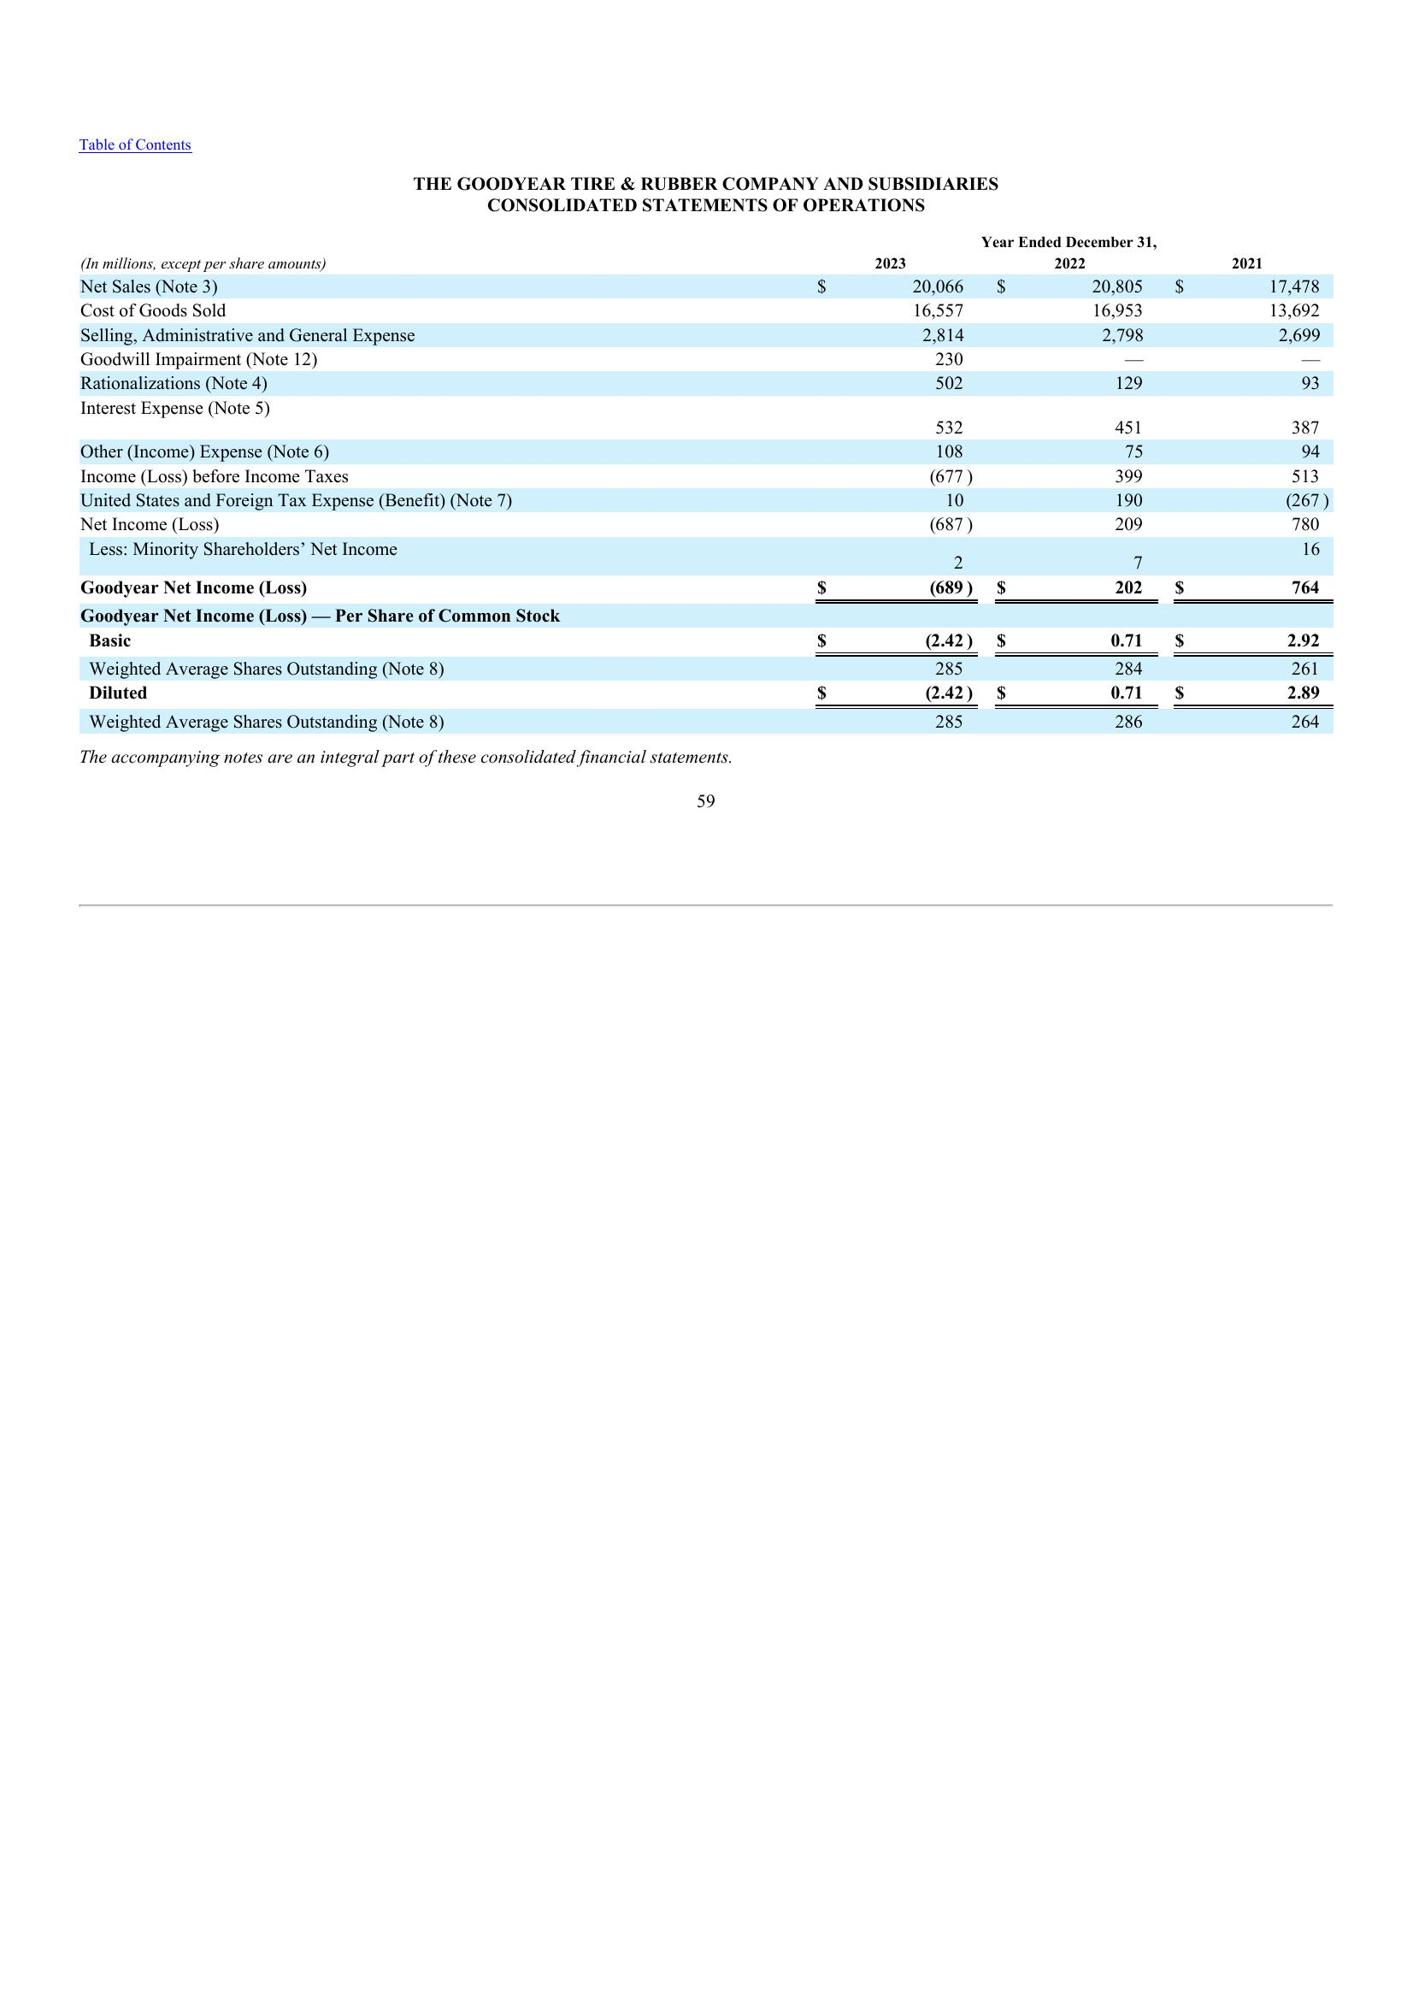 Table of Contents
THE GOODYEAR TIRE & RUBBER COMPANY AND SUBSIDIARIES
CONSOLIDATED STATEMENTS OF OPERATIONS
Year Ended December 31,
(In millions, except per share amounts) 2023 2022 2021
Net Sales (Note 3) $ 20,066 $ 20,805 $ 17,478
Cost of Goods Sold 16,557 16,953 13,692
Selling, Administrative and General Expense 2,814 2,798 2,699
Goodwill Impairment (Note 12) 230 — —
Rationalizations (Note 4) 502 129 93
Interest Expense (Note 5) 532 451 387
Other (Income) Expense (Note 6) 108 75 94
Income (Loss) before Income Taxes (677 ) 399 513
United States and Foreign Tax Expense (Benefit) (Note 7) 10 190 (267 )
Net Income (Loss) (687 ) 209 780
Less: Minority Shareholders’ Net Income 2 7 16
Goodyear Net Income (Loss) $ (689 ) $ 202 $ 764
Goodyear Net Income (Loss) — Per Share of Common Stock
Basic $ (2.42 ) $ 0.71 $ 2.92
Weighted Average Shares Outstanding (Note 8) 285 284 261
Diluted $ (2.42 ) $ 0.71 $ 2.89
Weighted Average Shares Outstanding (Note 8) 285 286 264
The accompanying notes are an integral part of these consolidated financial statements.
59